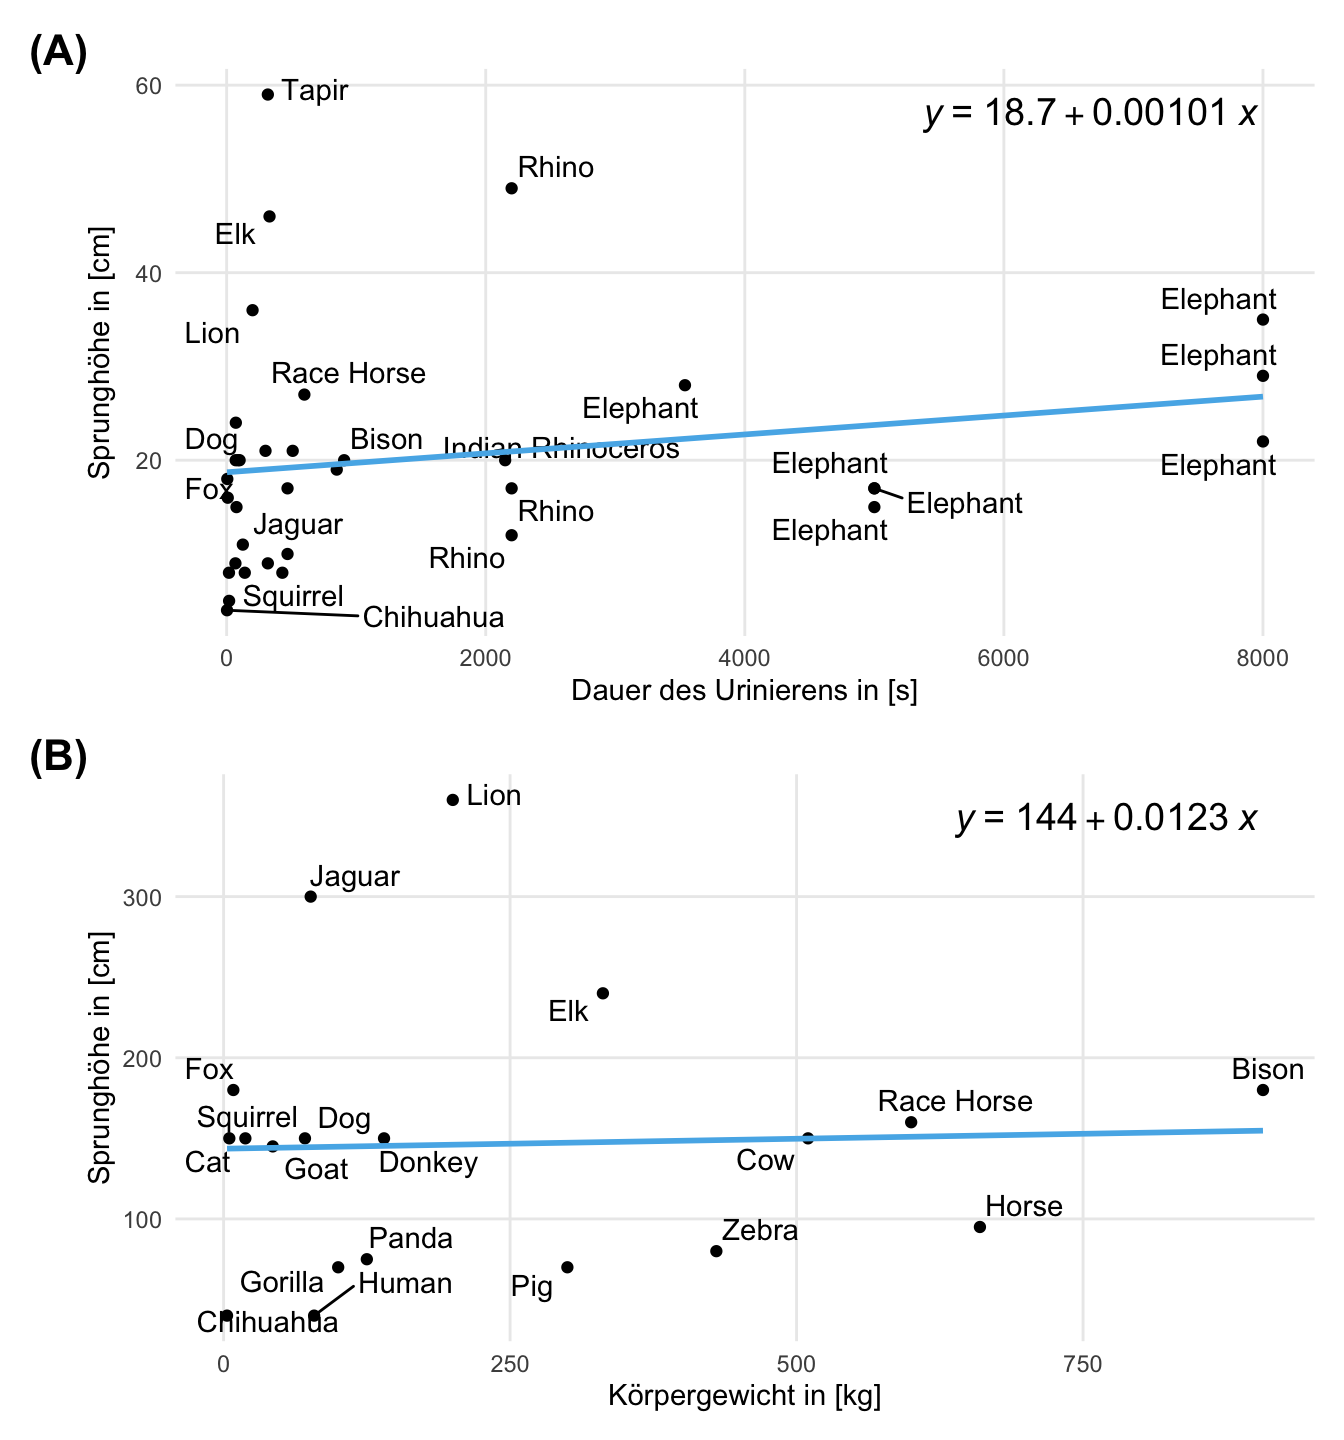 (A)
60
Tapir
y = 18.7 + 0.00101 x
Rhino
Elk
40
Elephant
Lion
Elephant
Race Horse
Elephant
Dog
Bison
Indian Rhinoceros
20
Elephant
Elephant
Fox
Elephant
Rhino
Jaguar
Elephant
Rhino
Squirrel
Chihuahua
Sprunghöhe in [cm]
0
2000
4000
6000
8000
Dauer des Urinierens in [s]
(B)
Lion
y = 144 + 0.0123 x
Jaguar
300
Elk
200
Fox
Bison
Race Horse
Squirrel
Dog
Cat
Goat
Donkey
Cow
Horse
100
Zebra
Panda
Gorilla
Human
Pig
Chihuahua
Sprunghöhe in [cm]
0
250
500
750
Körpergewicht in [kg]